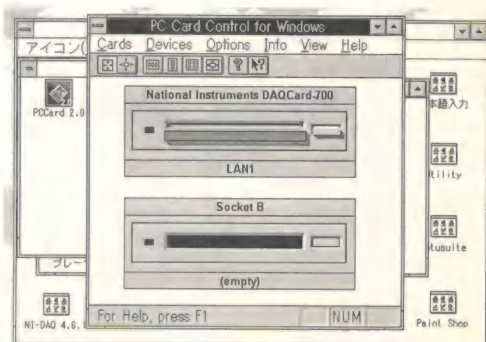 PC Card Control for Windows
アイコン(
Cards Devices Options Info View Help
National Instruments DAQCard-700
LAN1
Socket B
(empty)
For Help, press F1 NUM
PCCard 2.0
本語入力
tility
tusuite
Paint Shop
NI-DAQ 4.6.